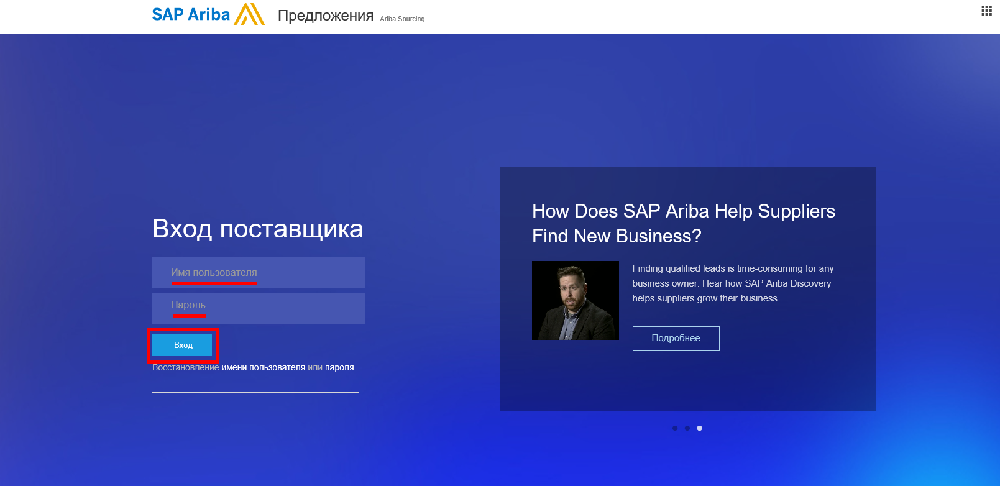 SAP Ariba Предложения Ariba Sourcing
Вход поставщика
Имя пользователя
Пароль
Вход
Восстановление имени пользователя или пароля
How Does SAP Ariba Help Suppliers
Find New Business?
Finding qualified leads is time-consuming for any
business owner. Hear how SAP Ariba Discovery
helps suppliers grow their business.
Подробнее